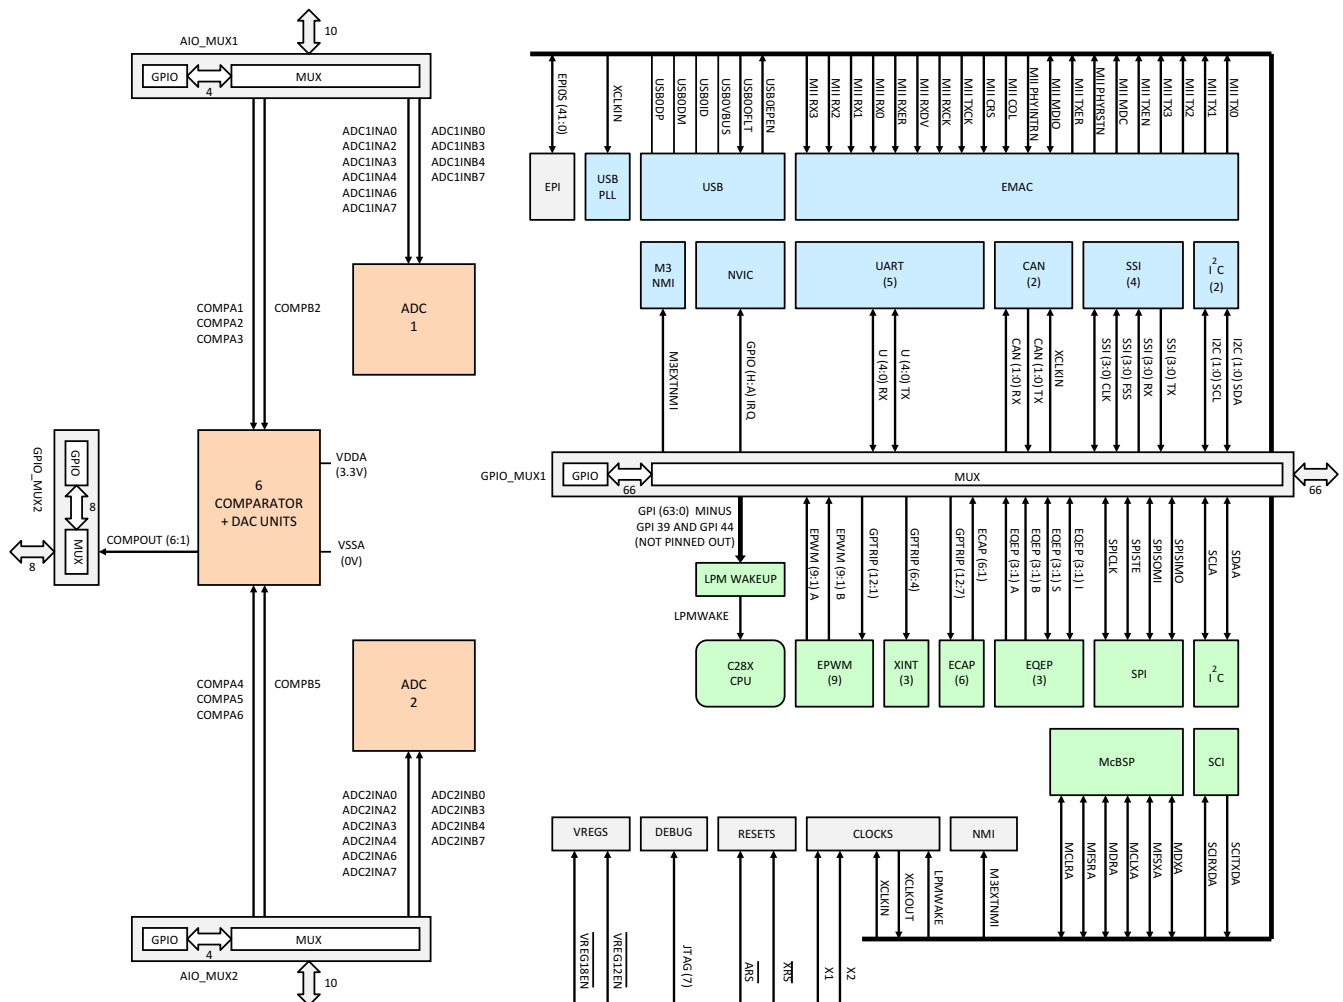 AIO_MUX1
10
GPIO
4
MUX
ADC1INA0
ADC1INA2
ADC1INA3
ADC1INA4
ADC1INA6
ADC1INA7
ADC1INB0
ADC1INB3
ADC1INB4
ADC1INB7
ADC
1
COMPA1
COMPA2
COMPA3
COMPB2
GPIO_MUX2
GPIO
8
MUX
8
COMPOUT (6:1)
6
COMPARATOR
+ DAC UNITS
VDDA
(3.3V)
VSSA
(0V)
COMPA4
COMPA5
COMPA6
COMPB5
ADC
2
ADC2INA0
ADC2INA2
ADC2INA3
ADC2INA4
ADC2INA6
ADC2INA7
ADC2INB0
ADC2INB3
ADC2INB4
ADC2INB7
GPIO
4
MUX
AIO_MUX2
10
EPI0S (41:0)
XCLKIN
USB0DP
USB0DM
USB0ID
USB0VBUS
USB0OFLT
USB0EPEN
MII RX3
MII RX2
MII RX1
MII RX0
MII RXER
MII RXDV
MII RXCK
MII TXCK
MII CRS
MII COL
MII PHYINTRN
MII MDIO
MII TXER
MII PHYRSTN
MII MDC
MII TXEN
MII TX3
MII TX2
MII TX1
MII TX0
EPI
USB
PLL
USB
EMAC
M3
NMI
NVIC
UART
(5)
CAN
(2)
SSI
(4)
I2C
(2)
M3EXTNMI
GPIO (H:A) IRQ
U (4:0) RX
U (4:0) TX
CAN (1:0) RX
CAN (1:0) TX
XCLKIN
SSI (3:0) CLK
SSI (3:0) FSS
SSI (3:0) RX
SSI (3:0) TX
I2C (1:0) SCL
I2C (1:0) SDA
GPIO_MUX1
GPIO
66
MUX
66
GPI (63:0) MINUS
GPI 39 AND GPI 44
(NOT PINNED OUT)
LPM WAKEUP
LPMWAKE
EPWM (9:1) A
EPWM (9:1) B
GPTRIP (12:1)
GPTRIP (6:4)
GPTRIP (12:7)
ECAP (6:1)
EQEP (3:1) A
EQEP (3:1) B
EQEP (3:1) S
EQEP (3:1) I
SPICLK
SPISTE
SPISOMI
SPISIMO
SCLA
SDAA
C28X
CPU
EPWM
(9)
XINT
(3)
ECAP
(6)
EQEP
(3)
SPI
I2C
McBSP
SCI
VREGS
DEBUG
RESETS
CLOCKS
NMI
MCLRA
MFSRA
MDRA
MCLXA
MFSXA
MDXA
SCIRXDA
SCITXDA
VREG18EN
VREG12EN
JTAG (7)
ARS
XRS
X1
X2
XCLKIN
XCLKOUT
LPMWAKE
M3EXTNMI